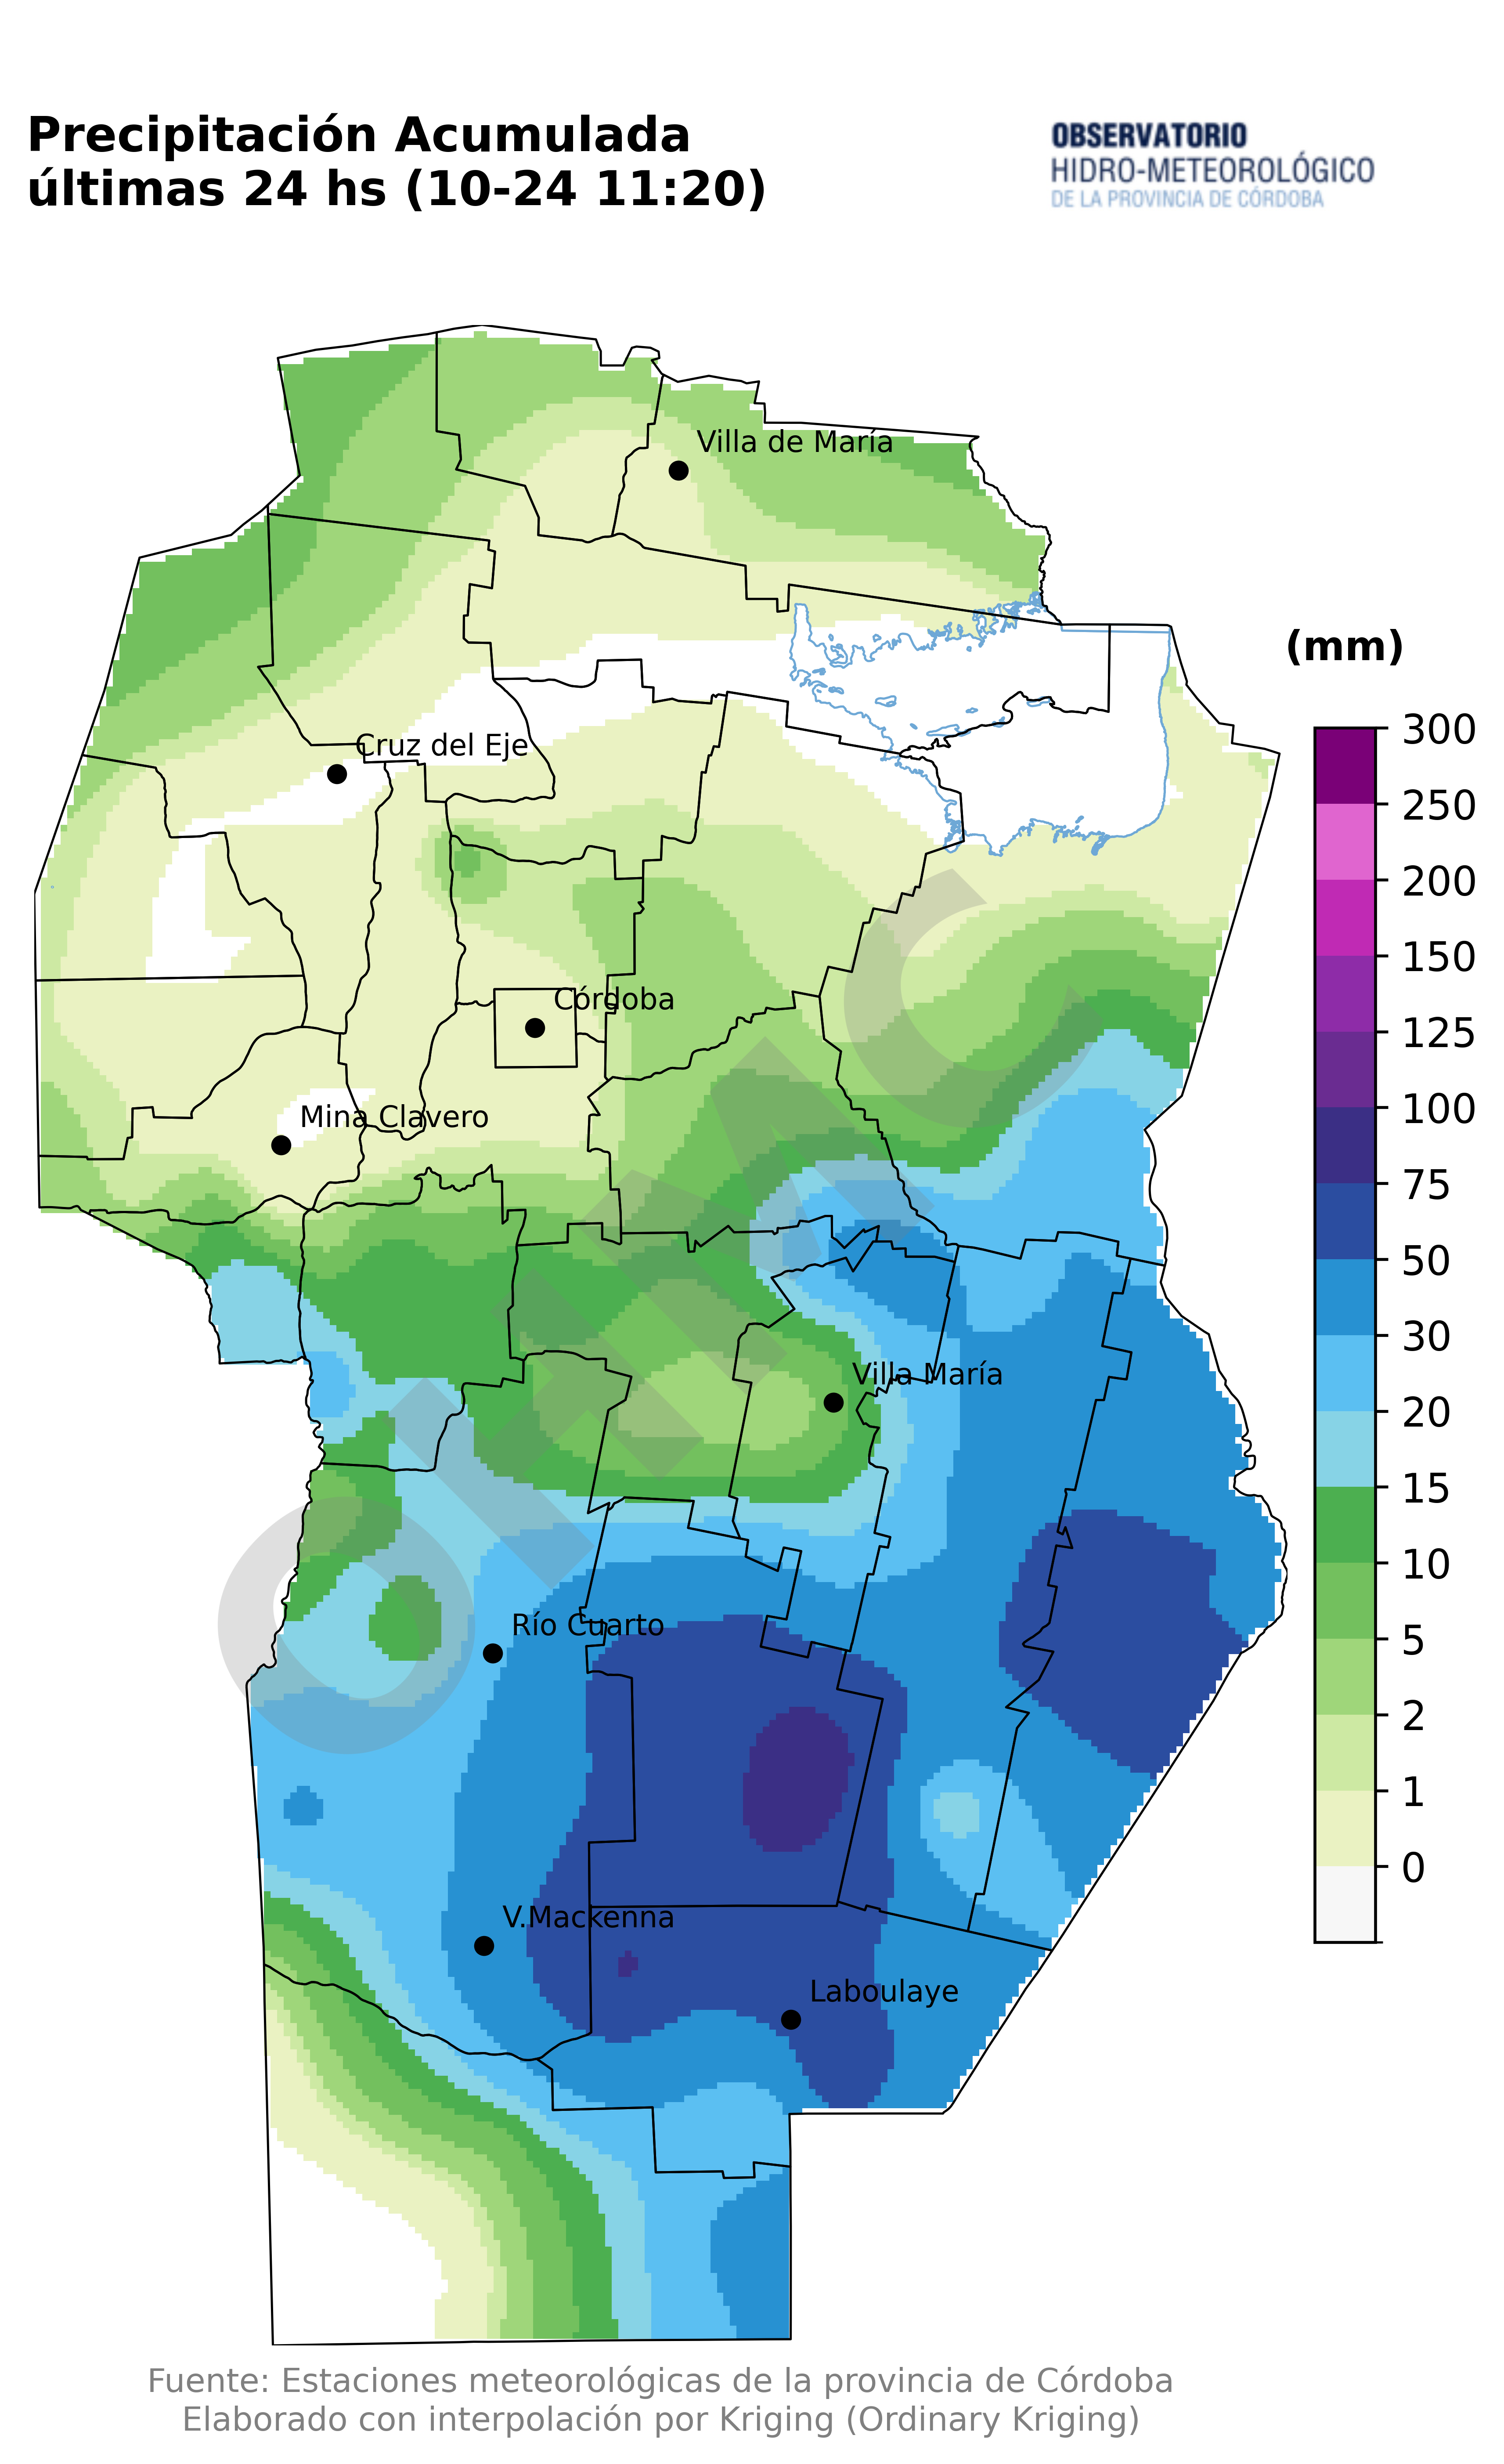 Precipitación Acumulada
últimas 24 hs (10-24 11:20)
OBSERVATORIO
HIDRO-METEOROLÓGICO
DE LA PROVINCIA DE CÓRDOBA
Villa de María
(mm)
300
Cruz del Eje
250
200
150
Córdoba
125
100
Mina Clavero
75
50
30
Villa María
20
15
10
Río Cuarto
5
2
1
0
V.Mackenna
Laboulaye
Fuente: Estaciones meteorológicas de la provincia de Córdoba
Elaborado con interpolación por Kriging (Ordinary Kriging)